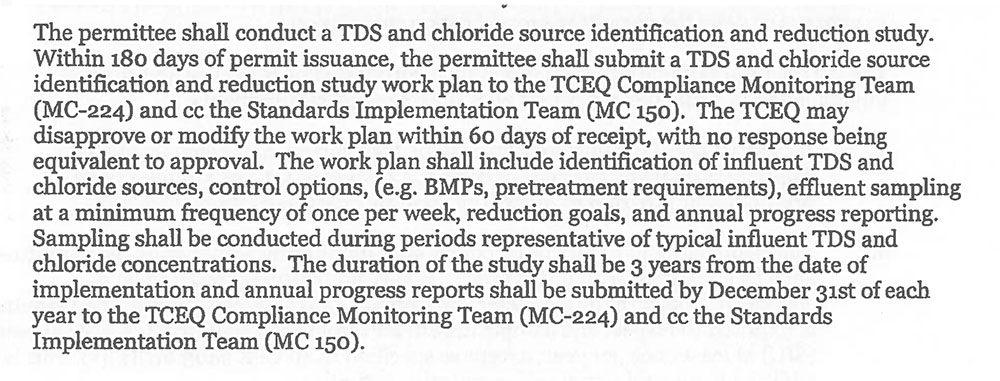 The permittee shall conduct a TDS and chloride source identification and reduction study.
Within 180 days of permit issuance, the permittee shall submit a TDS and chloride source
identification and reduction study work plan to the TCEQ Compliance Monitoring Team
(MC-224) and cc the Standards Implementation Team (MC 150).  The TCEQ may
disapprove or modify the work plan within 60 days of receipt, with no response being
equivalent to approval.  The work plan shall include identification of influent TDS and
chloride sources, control options, (e.g. BMPs, pretreatment requirements), effluent sampling
at a minimum frequency of once per week, reduction goals, and annual progress reporting.
Sampling shall be conducted during periods representative of typical influent TDS and
chloride concentrations.  The duration of the study shall be 3 years from the date of
implementation and annual progress reports shall be submitted by December 31st of each
year to the TCEQ Compliance Monitoring Team (MC-224) and cc the Standards
Implementation Team (MC 150).